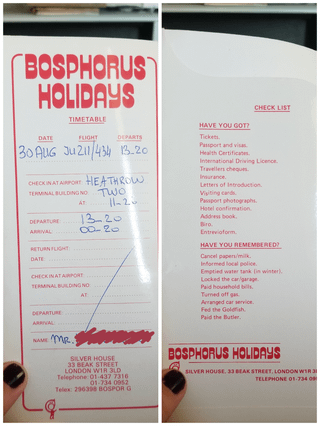 BOSPHORUS
HOLIDAYS
TIMETABLE
DATE FLIGHT DEPARTS
30 AUG JU211/434 13-20
CHECK IN AT AIRPORT HEATHROW
TERMINAL BUILDING NO TWO
AT 11-20
DEPARTURE: 13-20
ARRIVAL: 00-20
RETURN FLIGHT:
DATE
CHECK IN AT AIRPORT
TERMINAL BUILDING NO
AT:
DEPARTURE
ARRIVAL:
NAME: Mr.
SILVER HOUSE
33 BEAK STREET,
LONDON W1R 3LD
Telephone: 01-437 7316
01-734 0952
Telex: 296398 BOSPOR G
CHECK LIST
HAVE YOU GOT?
Tickets.
Passport and visas.
Health Certificates.
International Driving Licence.
Travellers cheques.
Insurance.
Letters of Introduction.
Visiting cards.
Passport photographs.
Hotel confirmation.
Address book.
Biro.
Entrevioform.
HAVE YOU REMEMBERED?
Cancel papers/milk.
Informed local police.
Emptied water tank (in winter).
Locked the car/garage.
Paid household bills.
Turned off gas.
Arranged car service.
Fed the Goldfish.
Paid the Butler.
BOSPHORUS HOLIDAYS
SILVER HOUSE, 33 BEAK STREET, LONDON W1R 3
TELEPHONE 01-734 09